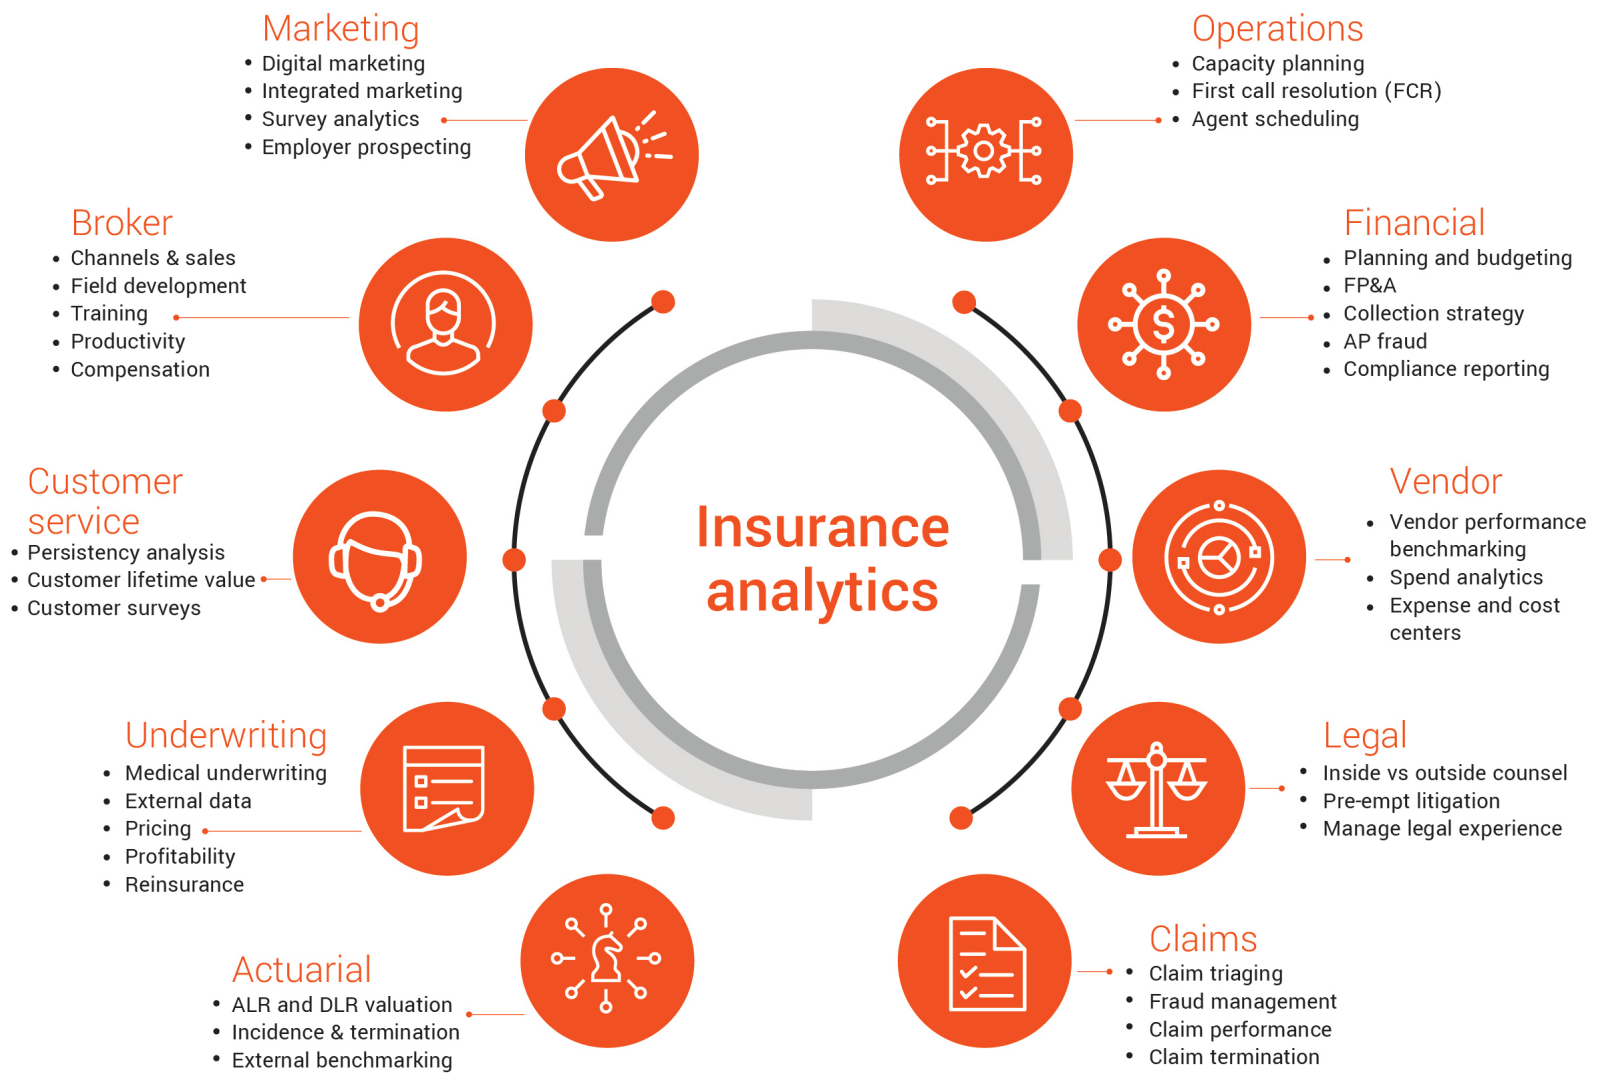 Marketing
• Digital marketing
• Integrated marketing
• Survey analytics
• Employer prospecting
Operations
• Capacity planning
• First call resolution (FCR)
• Agent scheduling
Broker
• Channels & sales
• Field development
• Training
• Productivity
• Compensation
Financial
• Planning and budgeting
• FP&A
• Collection strategy
• AP fraud
• Compliance reporting
Customer
service
• Persistency analysis
• Customer lifetime value
• Customer surveys
Insurance
analytics
Vendor
• Vendor performance
benchmarking
• Spend analytics
• Expense and cost
centers
Underwriting
• Medical underwriting
• External data
• Pricing
• Profitability
• Reinsurance
Legal
• Inside vs outside counsel
• Pre-empt litigation
• Manage legal experience
Actuarial
• ALR and DLR valuation
• Incidence & termination
• External benchmarking
Claims
• Claim triaging
• Fraud management
• Claim performance
• Claim termination